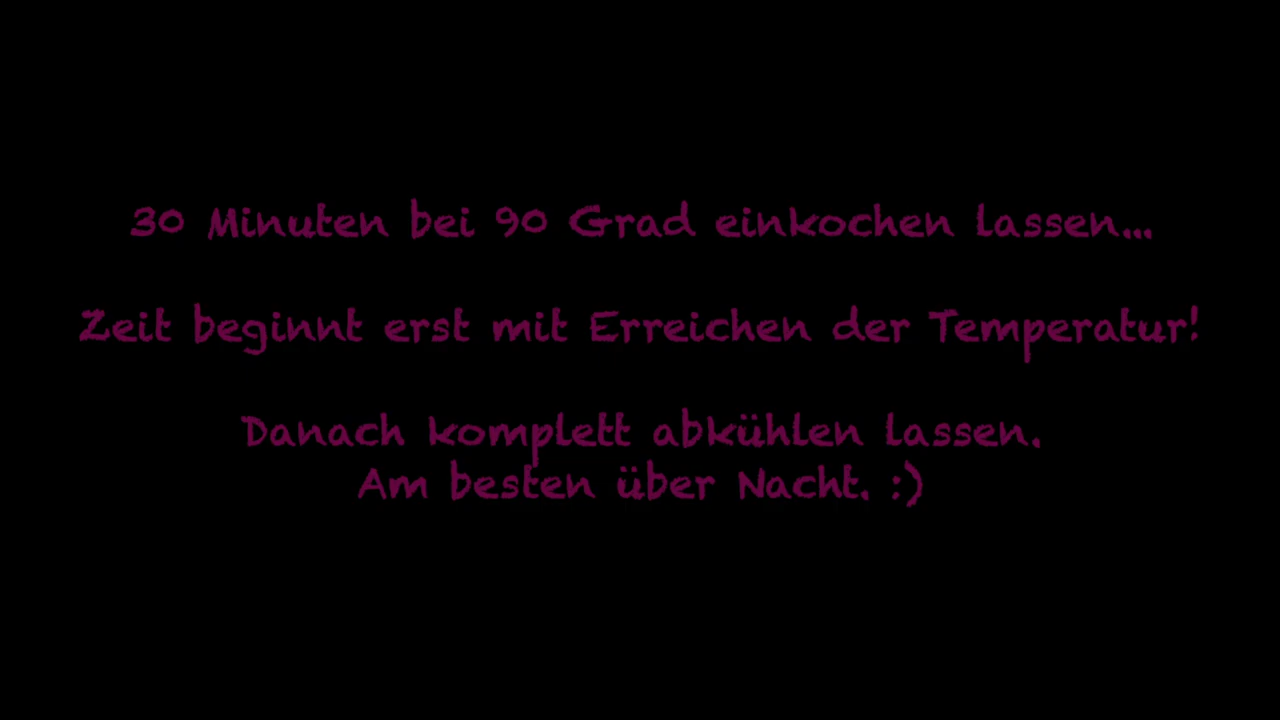 30 Minuten bei 90 Grad einkochen lassen...
Zeit beginnt erst mit Erreichen der Temperatur!
Danach komplett abkühlen lassen.
Am besten über Nacht. :)